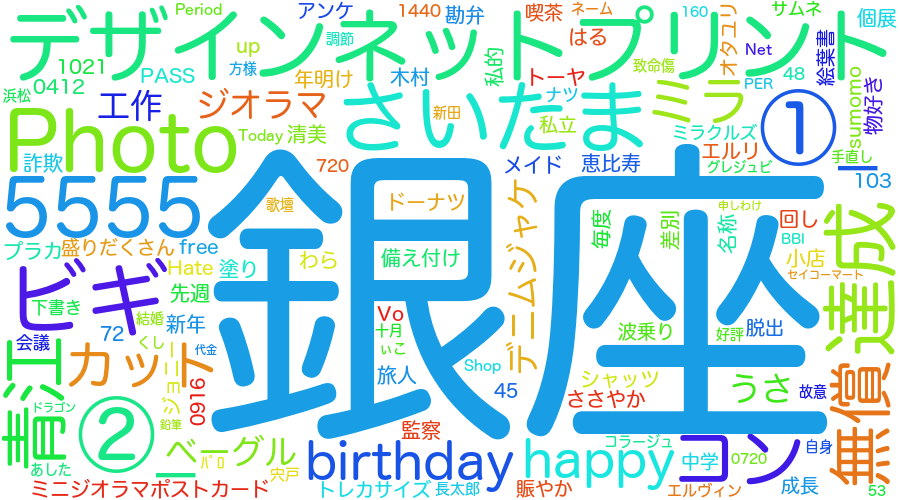 デザインネットプリント
Period
アンケ
1440
勘弁
喫茶
ネーム
オタユリ
160
サムネ
個展
はる
up
調節
方様
1021
PASS
年明け
木村
私的
トーヤ
致命傷
Net
絵葉書
PER
48
0412
浜松
工作
ジオラマ
さいたま
ナツ
ミラ
①
sumomo
物好き
新田
私立
ミラクルズ
Photo
Today
清美
詐欺
720
メイド
恵比寿
エルリ
グレジュビ
手直し
103
5555
銀座
歌壇
ドーナツ
デニムジャケ
毎度
差別
名称
申しわけ
回し
BBI
小店
セイコーマート
達成
プラカ
盛りだくさん
free
備え付け
Hate
塗り
わら
ビギ
先週
下書き
結婚
新年
72
Vo
十月
いこ
波乗り
好評
脱出
会議
くし
代金
Shop
カット
旅人
45
シャッツ
故意
青江
ジョニー
0916
ささやか
うさ
無償
ドラゴン
②
鉛筆
監察
コラージュ
コン
自身
ベーグル
birthday
happy
中学
0720
あした
パロ
宍戸
成長
ミニジオラマポストカード
トレカサイズ
長太郎
賑やか
エルヴィン
53